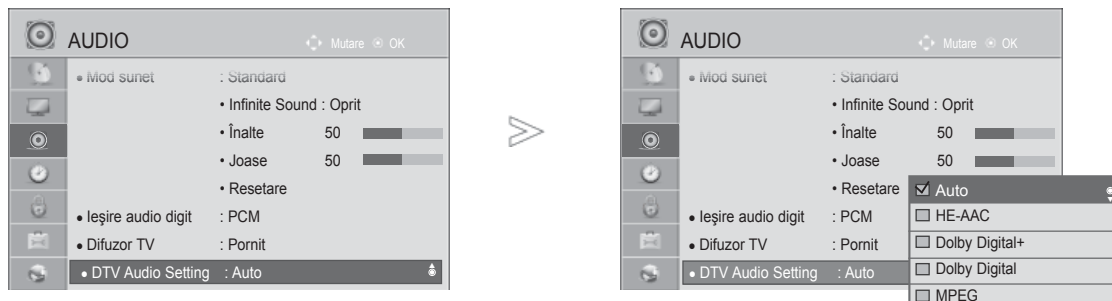 AUDIO
Mutare OK
• Mod sunet : Standard
• Infinite Sound : Oprit
• Înalte 50
• Joase 50
• Resetare
• Ieşire audio digit : PCM
• Difuzor TV : Pornit
• DTV Audio Setting : Auto
AUDIO
Mutare OK
• Mod sunet : Standard
• Infinite Sound : Oprit
• Înalte 50
• Joase 50
• Resetare
• Ieşire audio digit : PCM
• Difuzor TV : Pornit
• DTV Audio Setting : Auto
Auto
HE-AAC
Dolby Digital+
Dolby Digital
MPEG